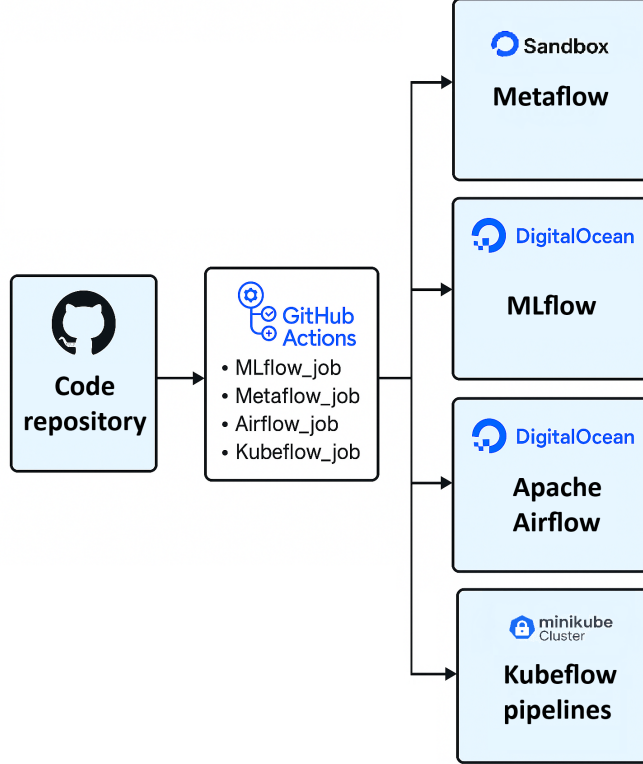 Code
repository
GitHub
Actions
• MLflow_job
• Metaflow_job
• Airflow_job
• Kubeflow_job
Sandbox
Metaflow
DigitalOcean
MLflow
DigitalOcean
Apache
Airflow
minikube
Cluster
Kubeflow
pipelines